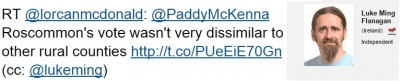 RT @lorcanmcdonald: @PaddyMcKenna
Roscommon's vote wasn't very dissimilar to
other rural counties http://t.co/PUeEiE70Gn
(cc: @lukeming)
Luke Ming
Flanagan
(Ireland)
Independent